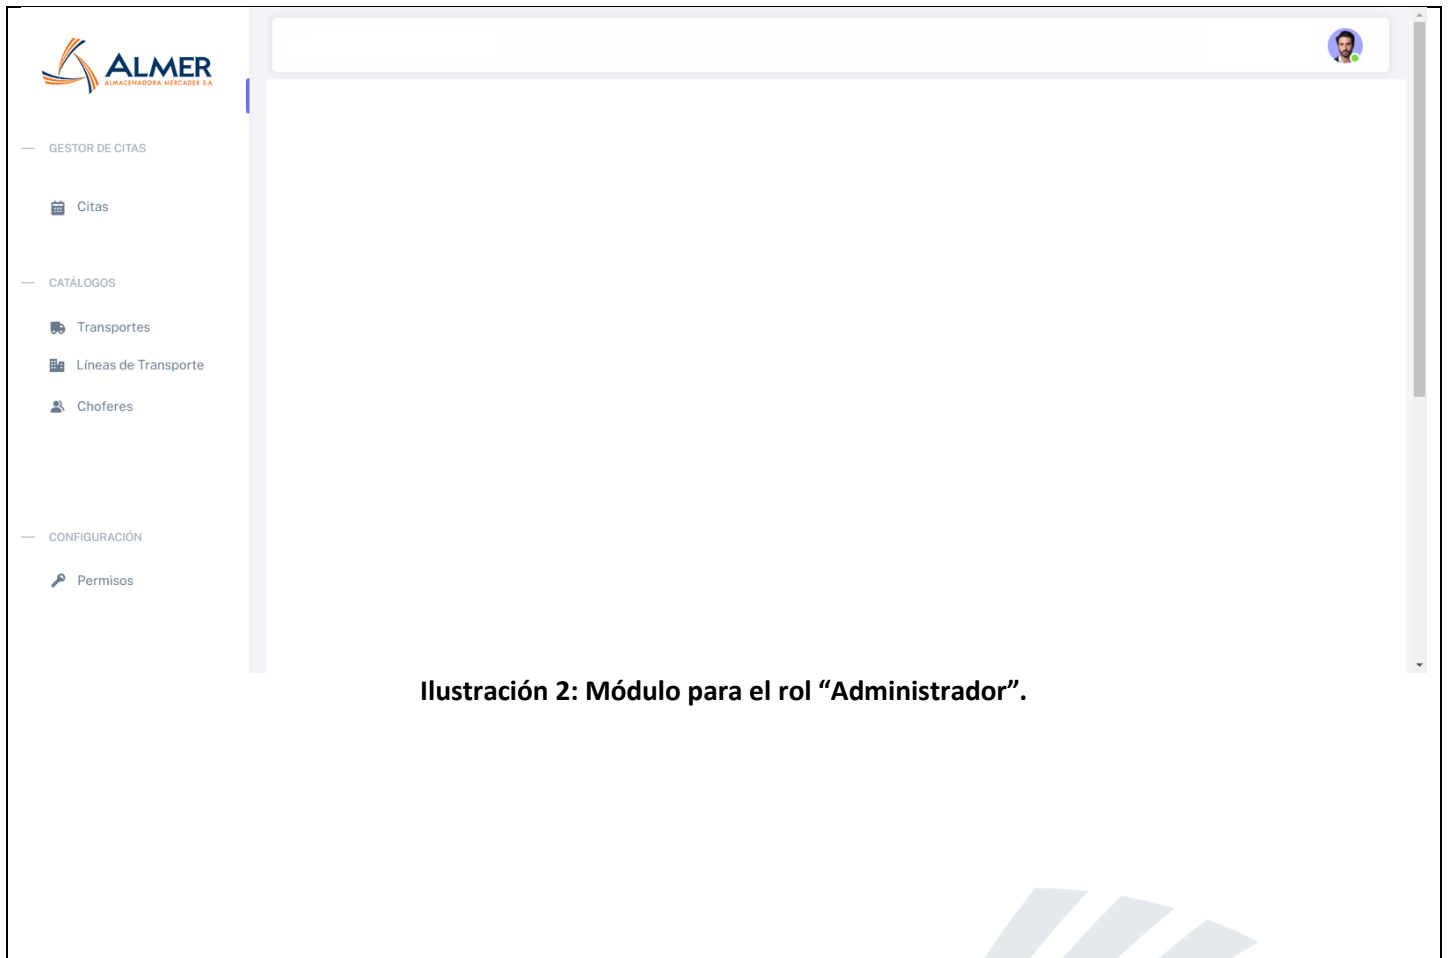 ALMER
ALMACENADORA MERCADER S.A
GESTOR DE CITAS
Citas
CATÁLOGOS
Transportes
Líneas de Transporte
Choferes
CONFIGURACIÓN
Permisos
Ilustración 2: Módulo para el rol “Administrador”.